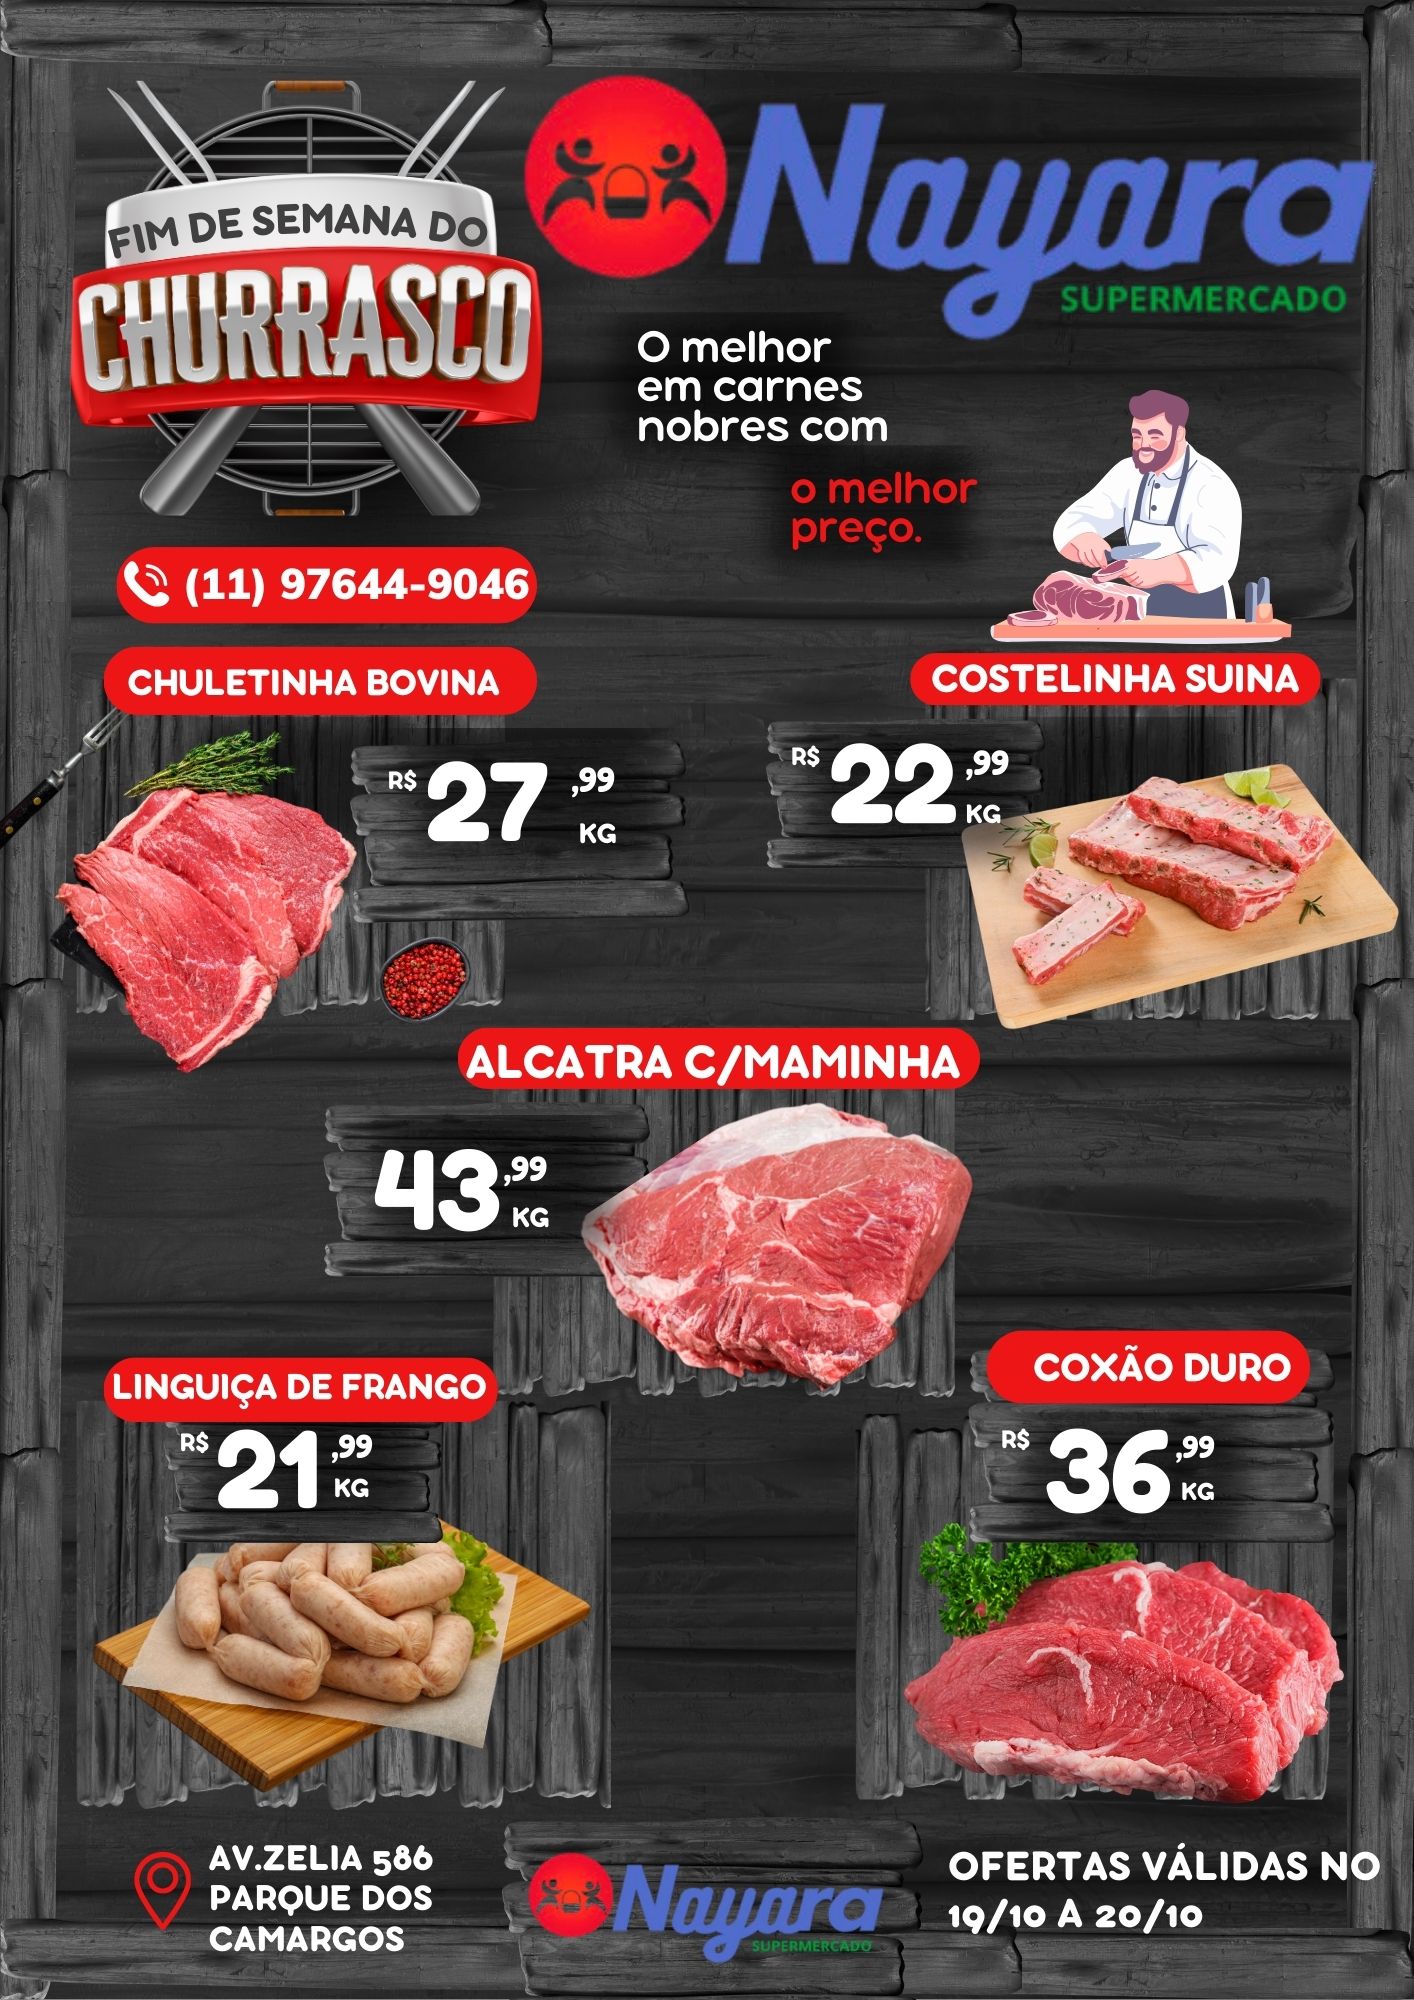 FIM DE SEMANA DO
CHURRASCO
Nayara
SUPERMERCADO
O melhor
em carnes
nobres com
o melhor
preço.
(11) 97644-9046
CHULETINHA BOVINA
R$ 27,99
KG
COSTELINHA SUINA
R$ 22,99
KG
ALCATRA C/MAMINHA
43,99
KG
LINGUIÇA DE FRANGO
R$ 21,99
KG
COXÃO DURO
R$ 36,99
KG
AV.ZELIA 586
PARQUE DOS
CAMARGOS
Nayara
SUPERMERCADO
OFERTAS VÁLIDAS NO
19/10 A 20/10